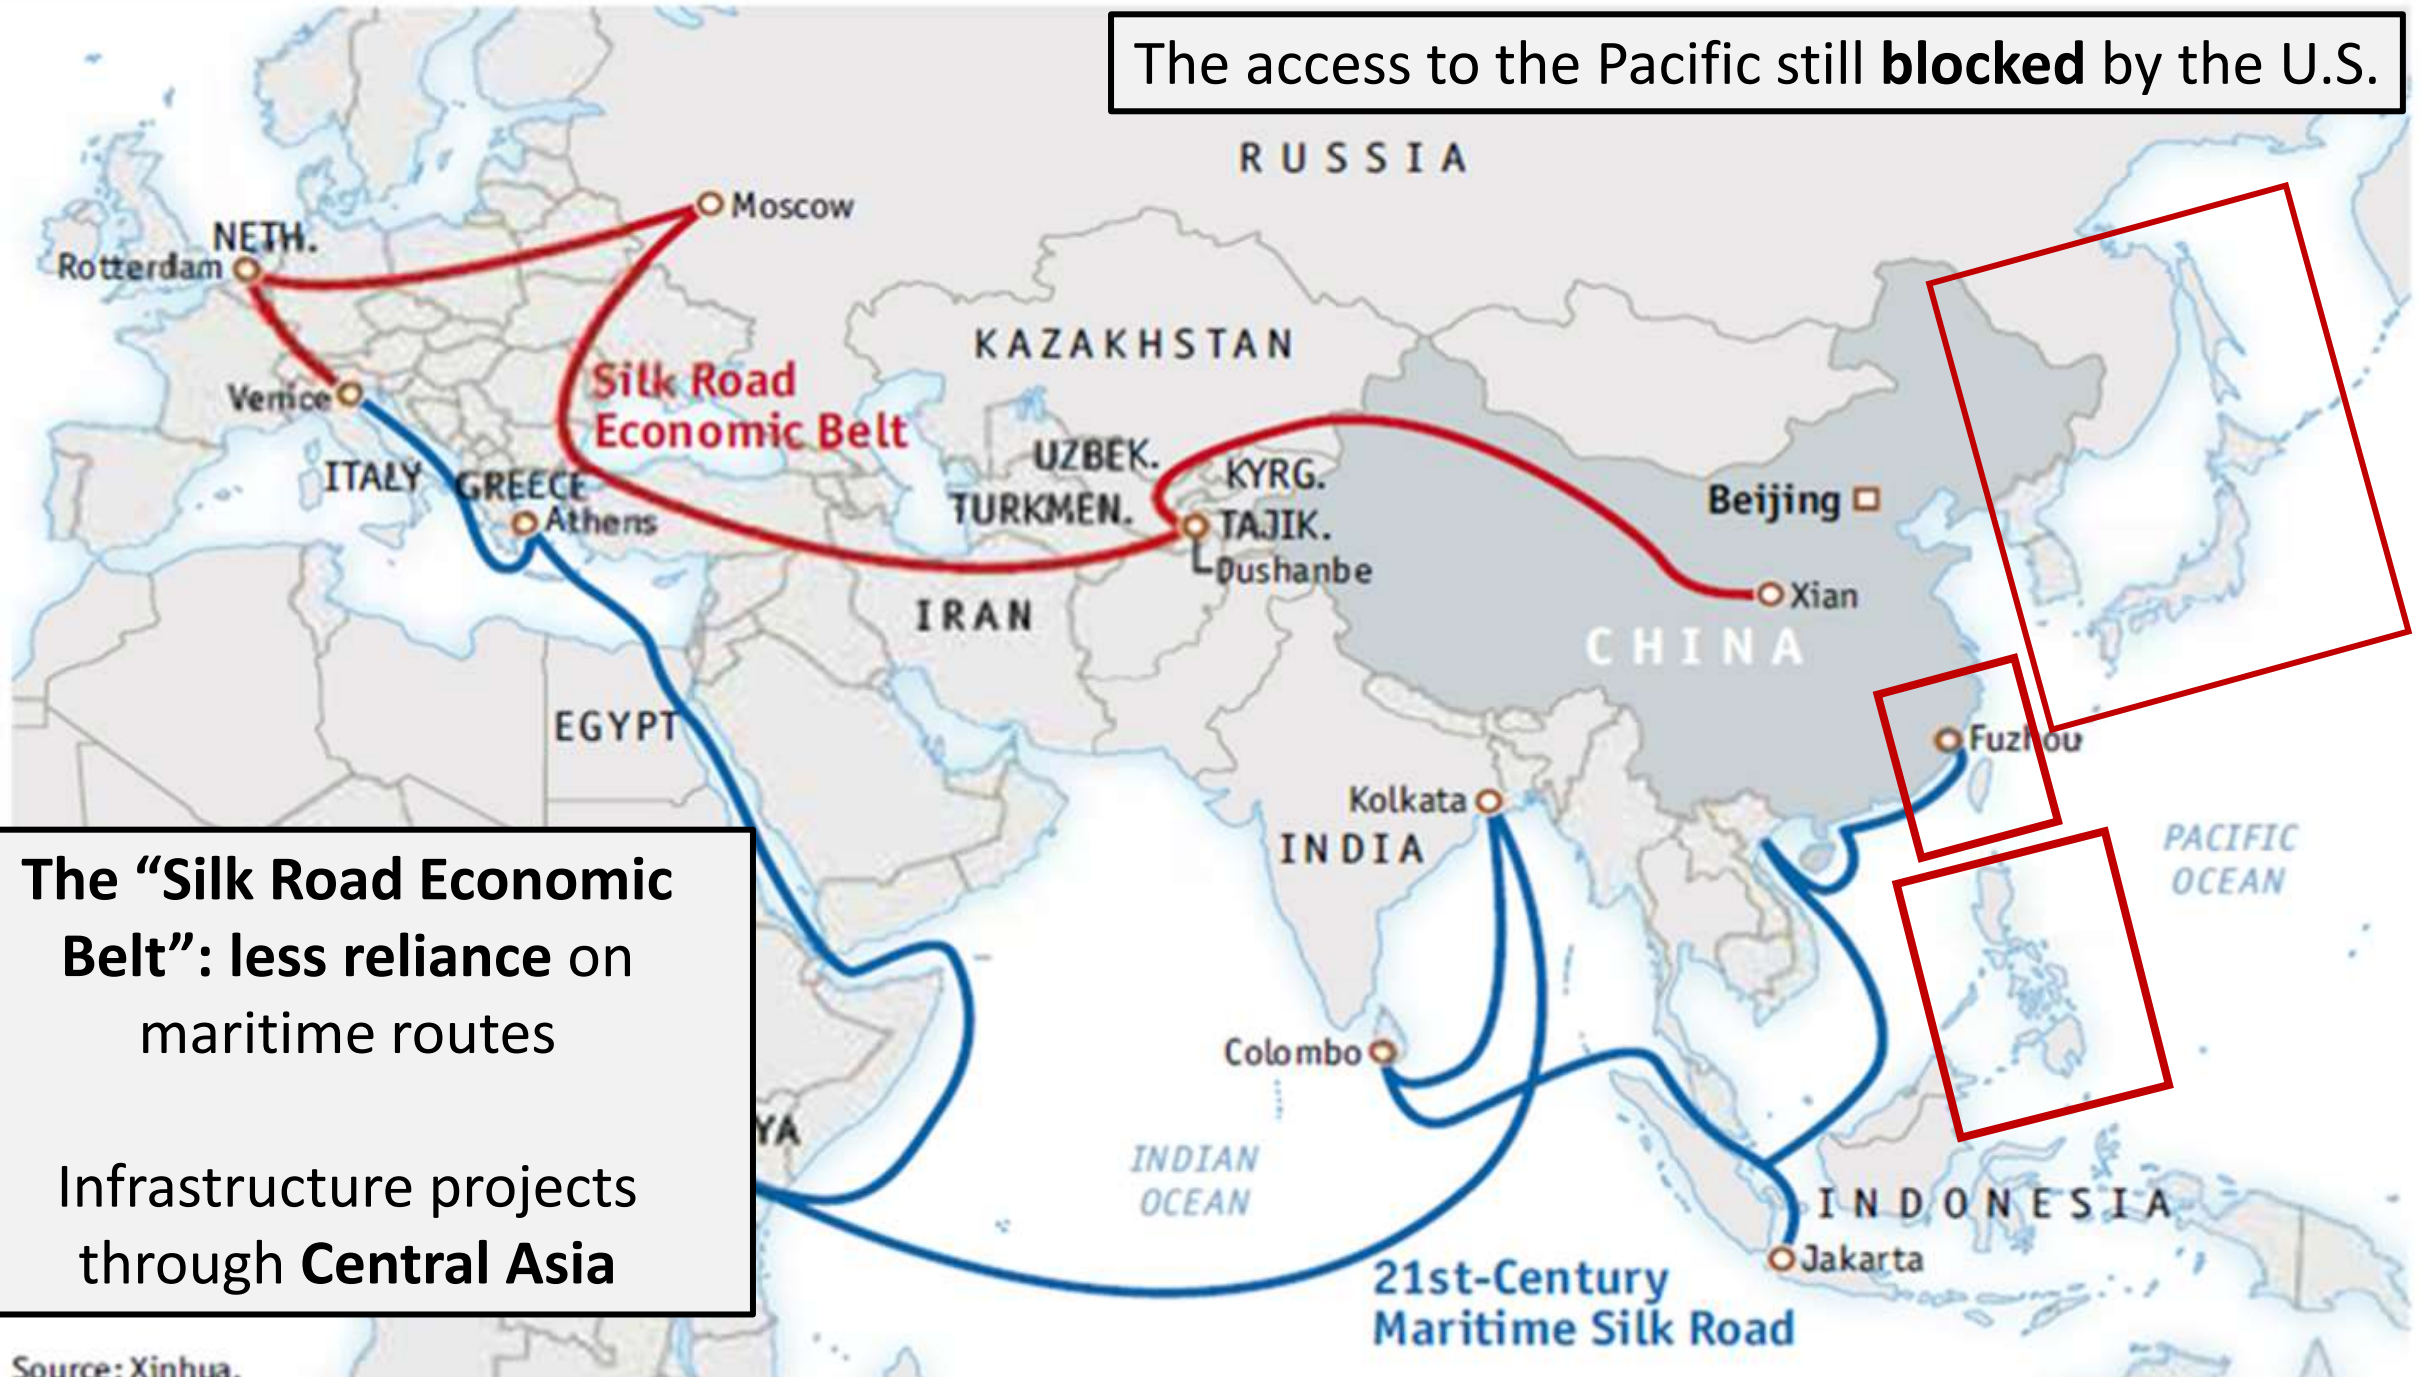 The access to the Pacific still blocked by the U.S.
RUSSIA
Moscow
NETH.
Rotterdam
KAZAKHSTAN
Silk Road
Economic Belt
Venice
ITALY
GREECE
Athens
UZBEK.
KYRG.
TURKMEN.
TAJIK.
Dushanbe
Beijing
Xian
IRAN
CHINA
EGYPT
Fuzhou
Kolkata
INDIA
PACIFIC
OCEAN
The “Silk Road Economic
Belt”: less reliance on
maritime routes
Infrastructure projects
through Central Asia
Colombo
YA
INDIAN
OCEAN
INDONESIA
Jakarta
21st-Century
Maritime Silk Road
Source: Xinhua.